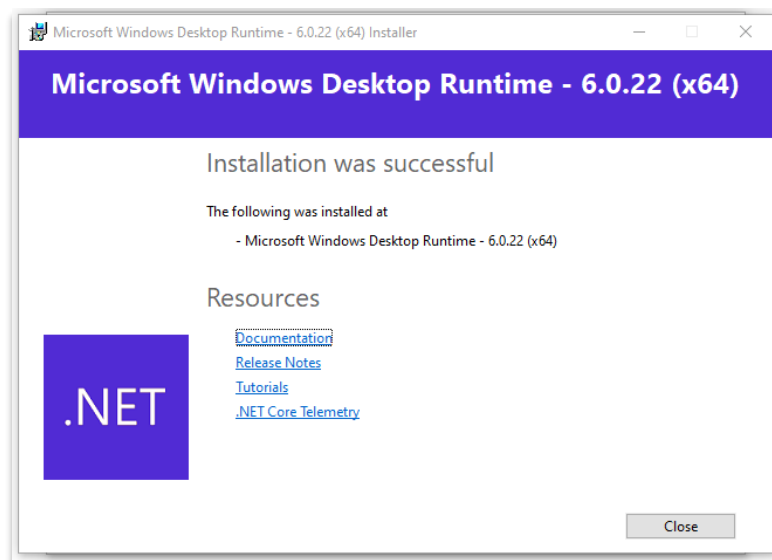 Microsoft Windows Desktop Runtime - 6.0.22 (x64) Installer
Microsoft Windows Desktop Runtime - 6.0.22 (x64)
Installation was successful
The following was installed at
- Microsoft Windows Desktop Runtime - 6.0.22 (x64)
Resources
Documentation
Release Notes
Tutorials
.NET Core Telemetry
.NET
Close